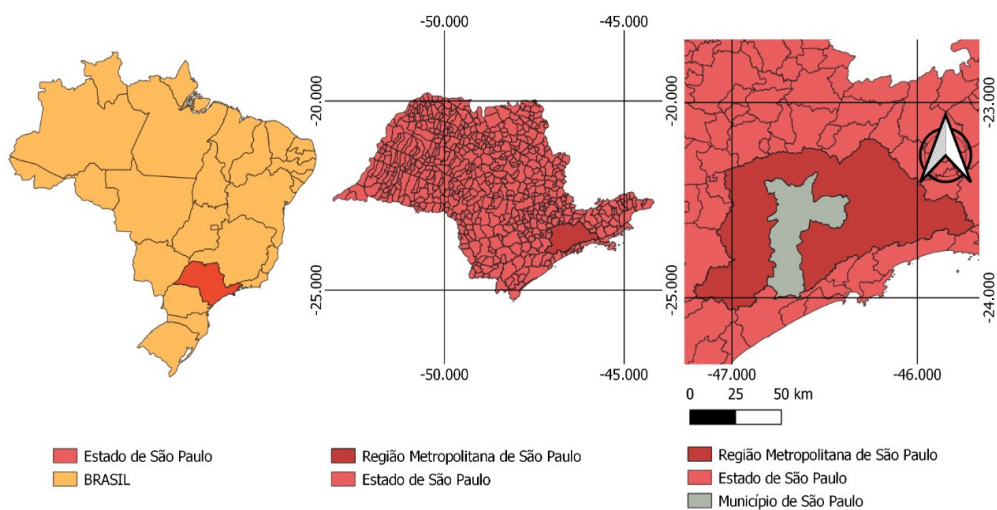 -50.000
-45.000
-20.000
-20.000
-25.000
-25.000
-50.000
-45.000
-23.000
-24.000
-47.000
-46.000
0 25 50 km
Estado de São Paulo
BRASIL
Região Metropolitana de São Paulo
Estado de São Paulo
Região Metropolitana de São Paulo
Estado de São Paulo
Município de São Paulo